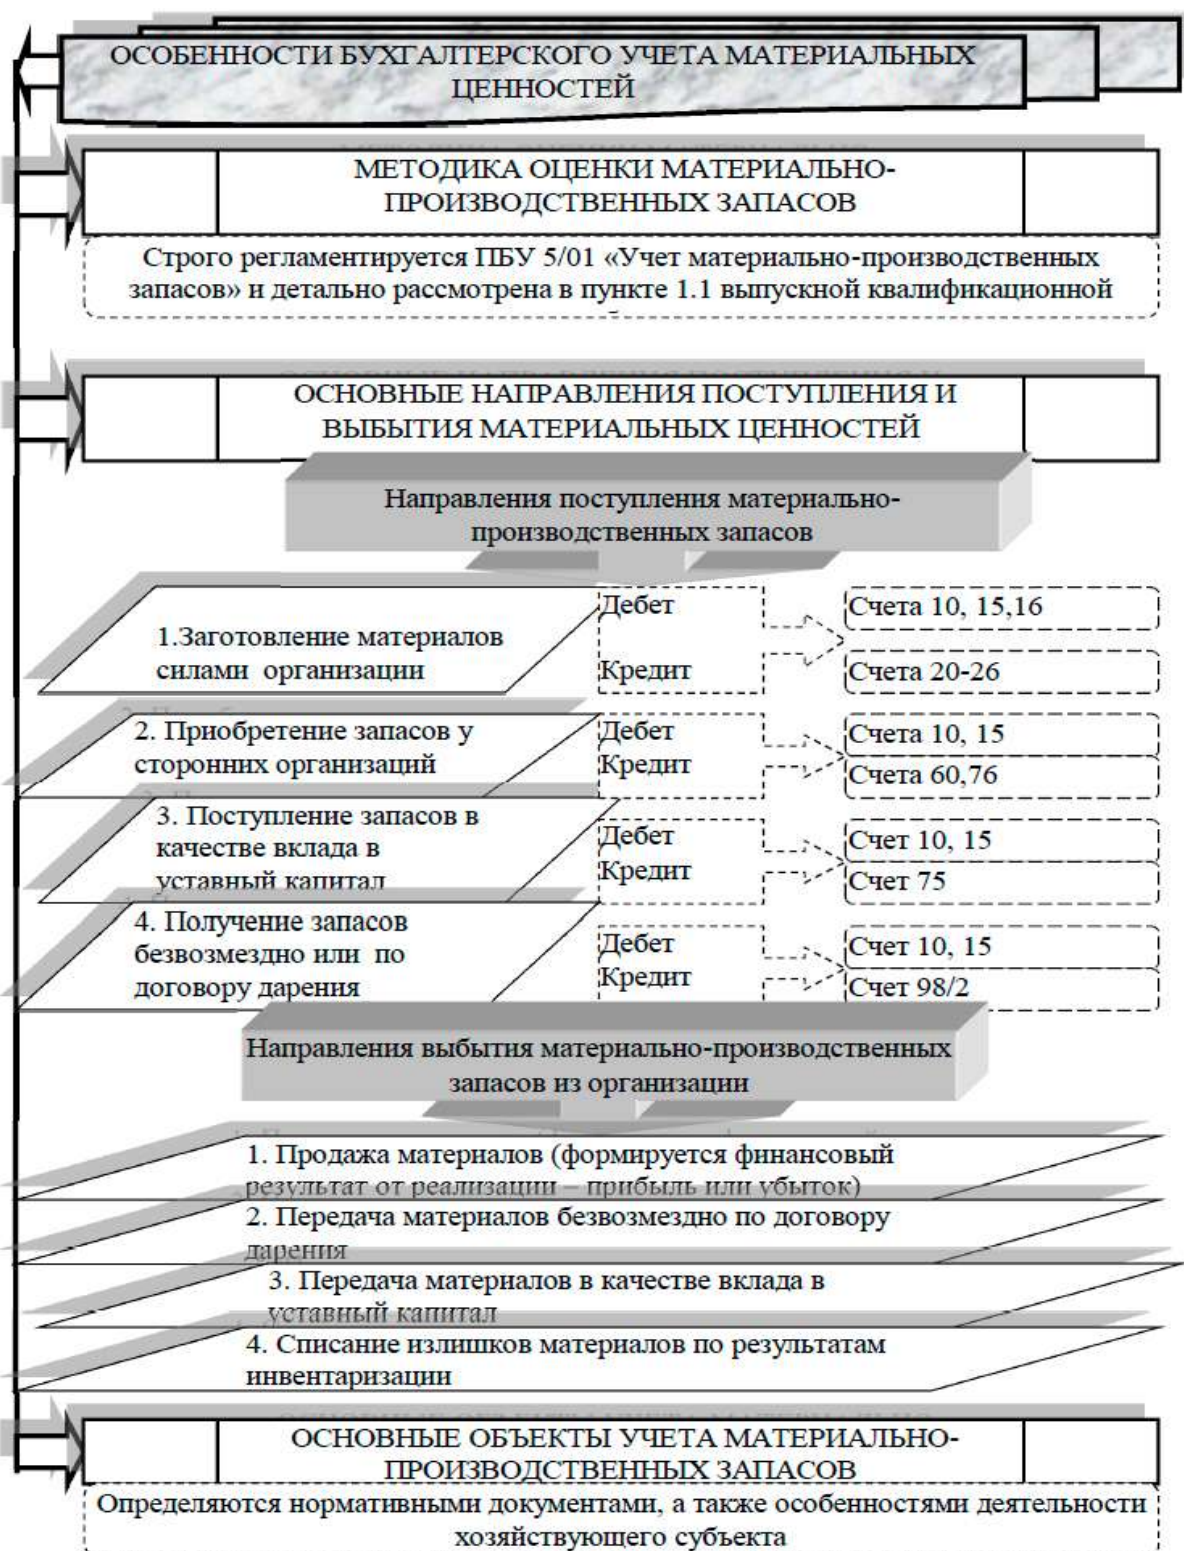 ОСОБЕННОСТИ БУХГАЛТЕРСКОГО УЧЕТА МАТЕРИАЛЬНЫХ
ЦЕННОСТЕЙ
МЕТОДИКА ОЦЕНКИ МАТЕРИАЛЬНО-
ПРОИЗВОДСТВЕННЫХ ЗАПАСОВ
Строго регламентируется ПБУ 5/01 «Учет материально-производственных
запасов» и детально рассмотрена в пункте 1.1 выпускной квалификационной
ОСНОВНЫЕ НАПРАВЛЕНИЯ ПОСТУПЛЕНИЯ И
ВЫБЫТИЯ МАТЕРИАЛЬНЫХ ЦЕННОСТЕЙ
Направления поступления материально-
производственных запасов
1.Заготовление материалов
силами организации
Дебет
Кредит
Счета 10, 15,16
Счета 20-26
2. Приобретение запасов у
сторонних организаций
Дебет
Кредит
Счета 10, 15
Счета 60,76
3. Поступление запасов в
качестве вклада в
уставный капитал
Дебет
Кредит
Счет 10, 15
Счет 75
4. Получение запасов
безвозмездно или по
договору дарения
Дебет
Кредит
Счет 10, 15
Счет 98/2
Направления выбытия материально-производственных
запасов из организации
1. Продажа материалов (формируется финансовый
результат от реализации – прибыль или убыток)
2. Передача материалов безвозмездно по договору
дарения
3. Передача материалов в качестве вклада в
уставный капитал
4. Списание излишков материалов по результатам
инвентаризации
ОСНОВНЫЕ ОБЪЕКТЫ УЧЕТА МАТЕРИАЛЬНО-
ПРОИЗВОДСТВЕННЫХ ЗАПАСОВ
Определяются нормативными документами, а также особенностями деятельности
хозяйствующего субъекта